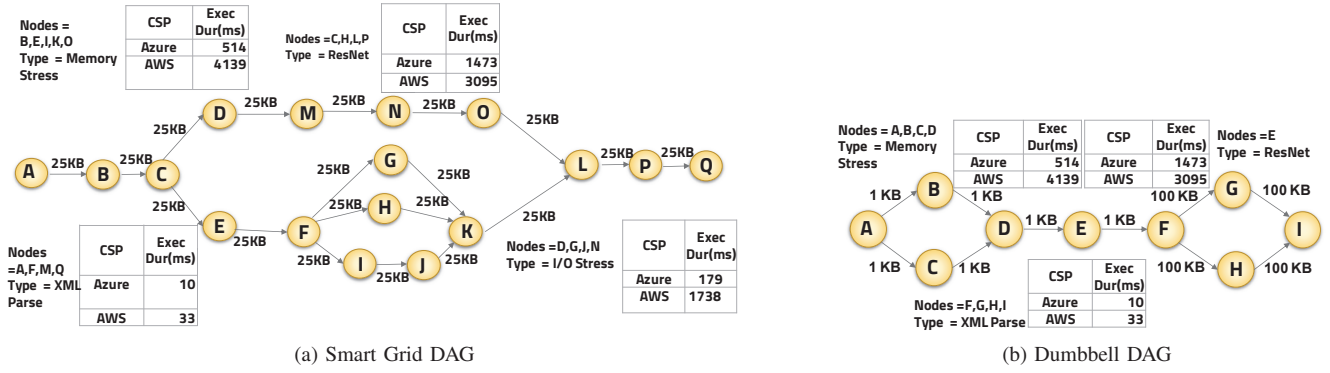 Nodes =
B,E,I,K,O
Type = Memory
Stress
CSP Exec Dur(ms)
Azure 514
AWS 4139
Nodes =C,H,L,P
Type = ResNet
CSP Exec Dur(ms)
Azure 1473
AWS 3095
D 25KB M 25KB N 25KB O
25KB
25KB
A 25KB B 25KB C
L 25KB P 25KB Q
25KB
G
25KB
25KB
25KB
H
25KB
25KB
E
25KB
F
K
25KB
I
25KB
J
25KB
Nodes
=A,F,M,Q
Type = XML
Parse
CSP Exec Dur(ms)
Azure 10
AWS 33
Nodes =D,G,J,N
Type = I/O Stress
CSP Exec Dur(ms)
Azure 179
AWS 1738
(a) Smart Grid DAG
Nodes = A,B,C,D
Type = Memory
Stress
CSP Exec Dur(ms)
Azure 514
AWS 4139
CSP Exec Dur(ms)
Azure 1473
AWS 3095
Nodes =E
Type = ResNet
1 KB B 1 KB
100 KB G 100 KB
A D 1 KB E 1 KB F I
1 KB C 1 KB
100 KB H 100 KB
Nodes =F,G,H,I
Type = XML Parse
CSP Exec Dur(ms)
Azure 10
AWS 33
(b) Dumbbell DAG